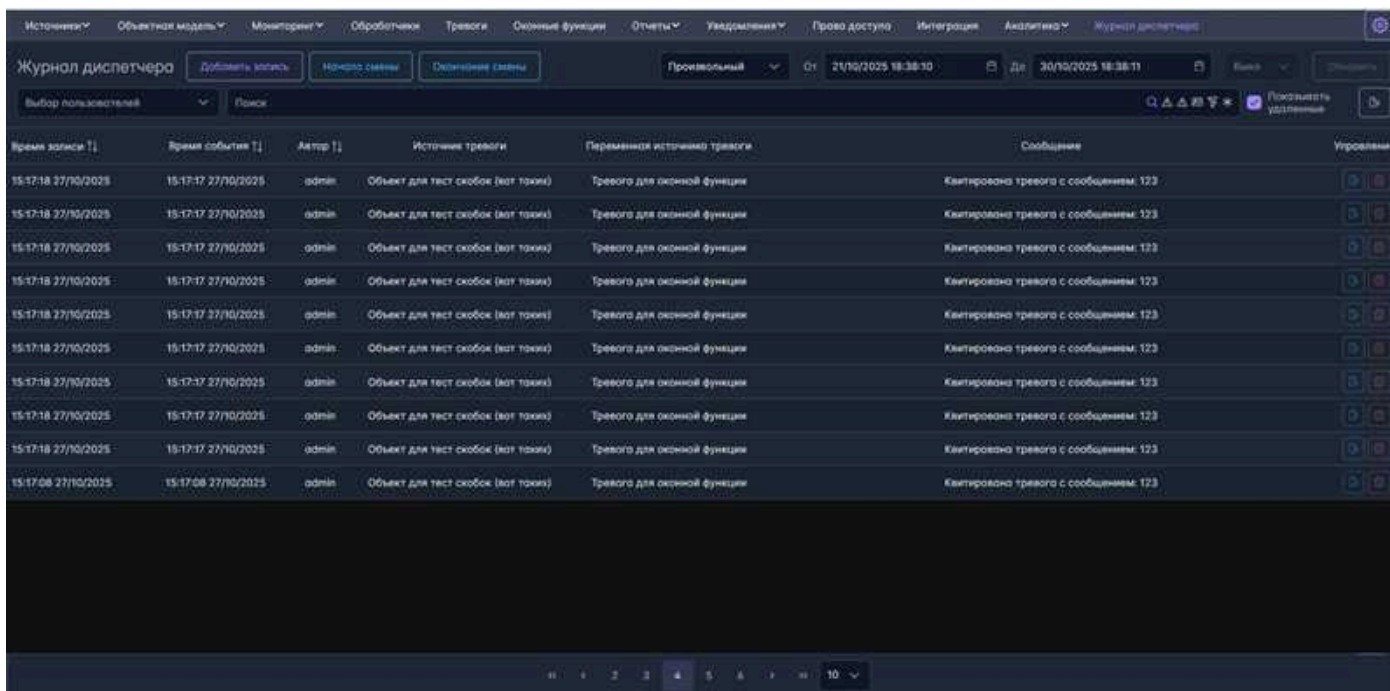 Источники Объектная модель Мониторинг Обработчики Тревоги Оконные функции Отчеты Уведомления Права доступа Интеграция Аналитика Журнал диспетчера
Журнал диспетчера Добавить запись Начало смены Окончание смены Произвольный От 21/10/2025 18:38:10 До 30/10/2025 18:38:11 Обновить
Выбор пользователей Поиск Показывать удаленные
Время записи Время события Автор Источник тревоги Переменная источника тревоги Сообщение Управлени
15:17:18 27/10/2025 15:17:17 27/10/2025 admin Объект для тест скобок (вот таких) Тревога для оконной функции Квитирована тревога с сообщением: 123
15:17:18 27/10/2025 15:17:17 27/10/2025 admin Объект для тест скобок (вот таких) Тревога для оконной функции Квитирована тревога с сообщением: 123
15:17:18 27/10/2025 15:17:17 27/10/2025 admin Объект для тест скобок (вот таких) Тревога для оконной функции Квитирована тревога с сообщением: 123
15:17:18 27/10/2025 15:17:17 27/10/2025 admin Объект для тест скобок (вот таких) Тревога для оконной функции Квитирована тревога с сообщением: 123
15:17:18 27/10/2025 15:17:17 27/10/2025 admin Объект для тест скобок (вот таких) Тревога для оконной функции Квитирована тревога с сообщением: 123
15:17:18 27/10/2025 15:17:17 27/10/2025 admin Объект для тест скобок (вот таких) Тревога для оконной функции Квитирована тревога с сообщением: 123
15:17:18 27/10/2025 15:17:17 27/10/2025 admin Объект для тест скобок (вот таких) Тревога для оконной функции Квитирована тревога с сообщением: 123
15:17:18 27/10/2025 15:17:17 27/10/2025 admin Объект для тест скобок (вот таких) Тревога для оконной функции Квитирована тревога с сообщением: 123
15:17:18 27/10/2025 15:17:17 27/10/2025 admin Объект для тест скобок (вот таких) Тревога для оконной функции Квитирована тревога с сообщением: 123
15:17:08 27/10/2025 15:17:08 27/10/2025 admin Объект для тест скобок (вот таких) Тревога для оконной функции Квитирована тревога с сообщением: 123
2 3 4 5 6 10